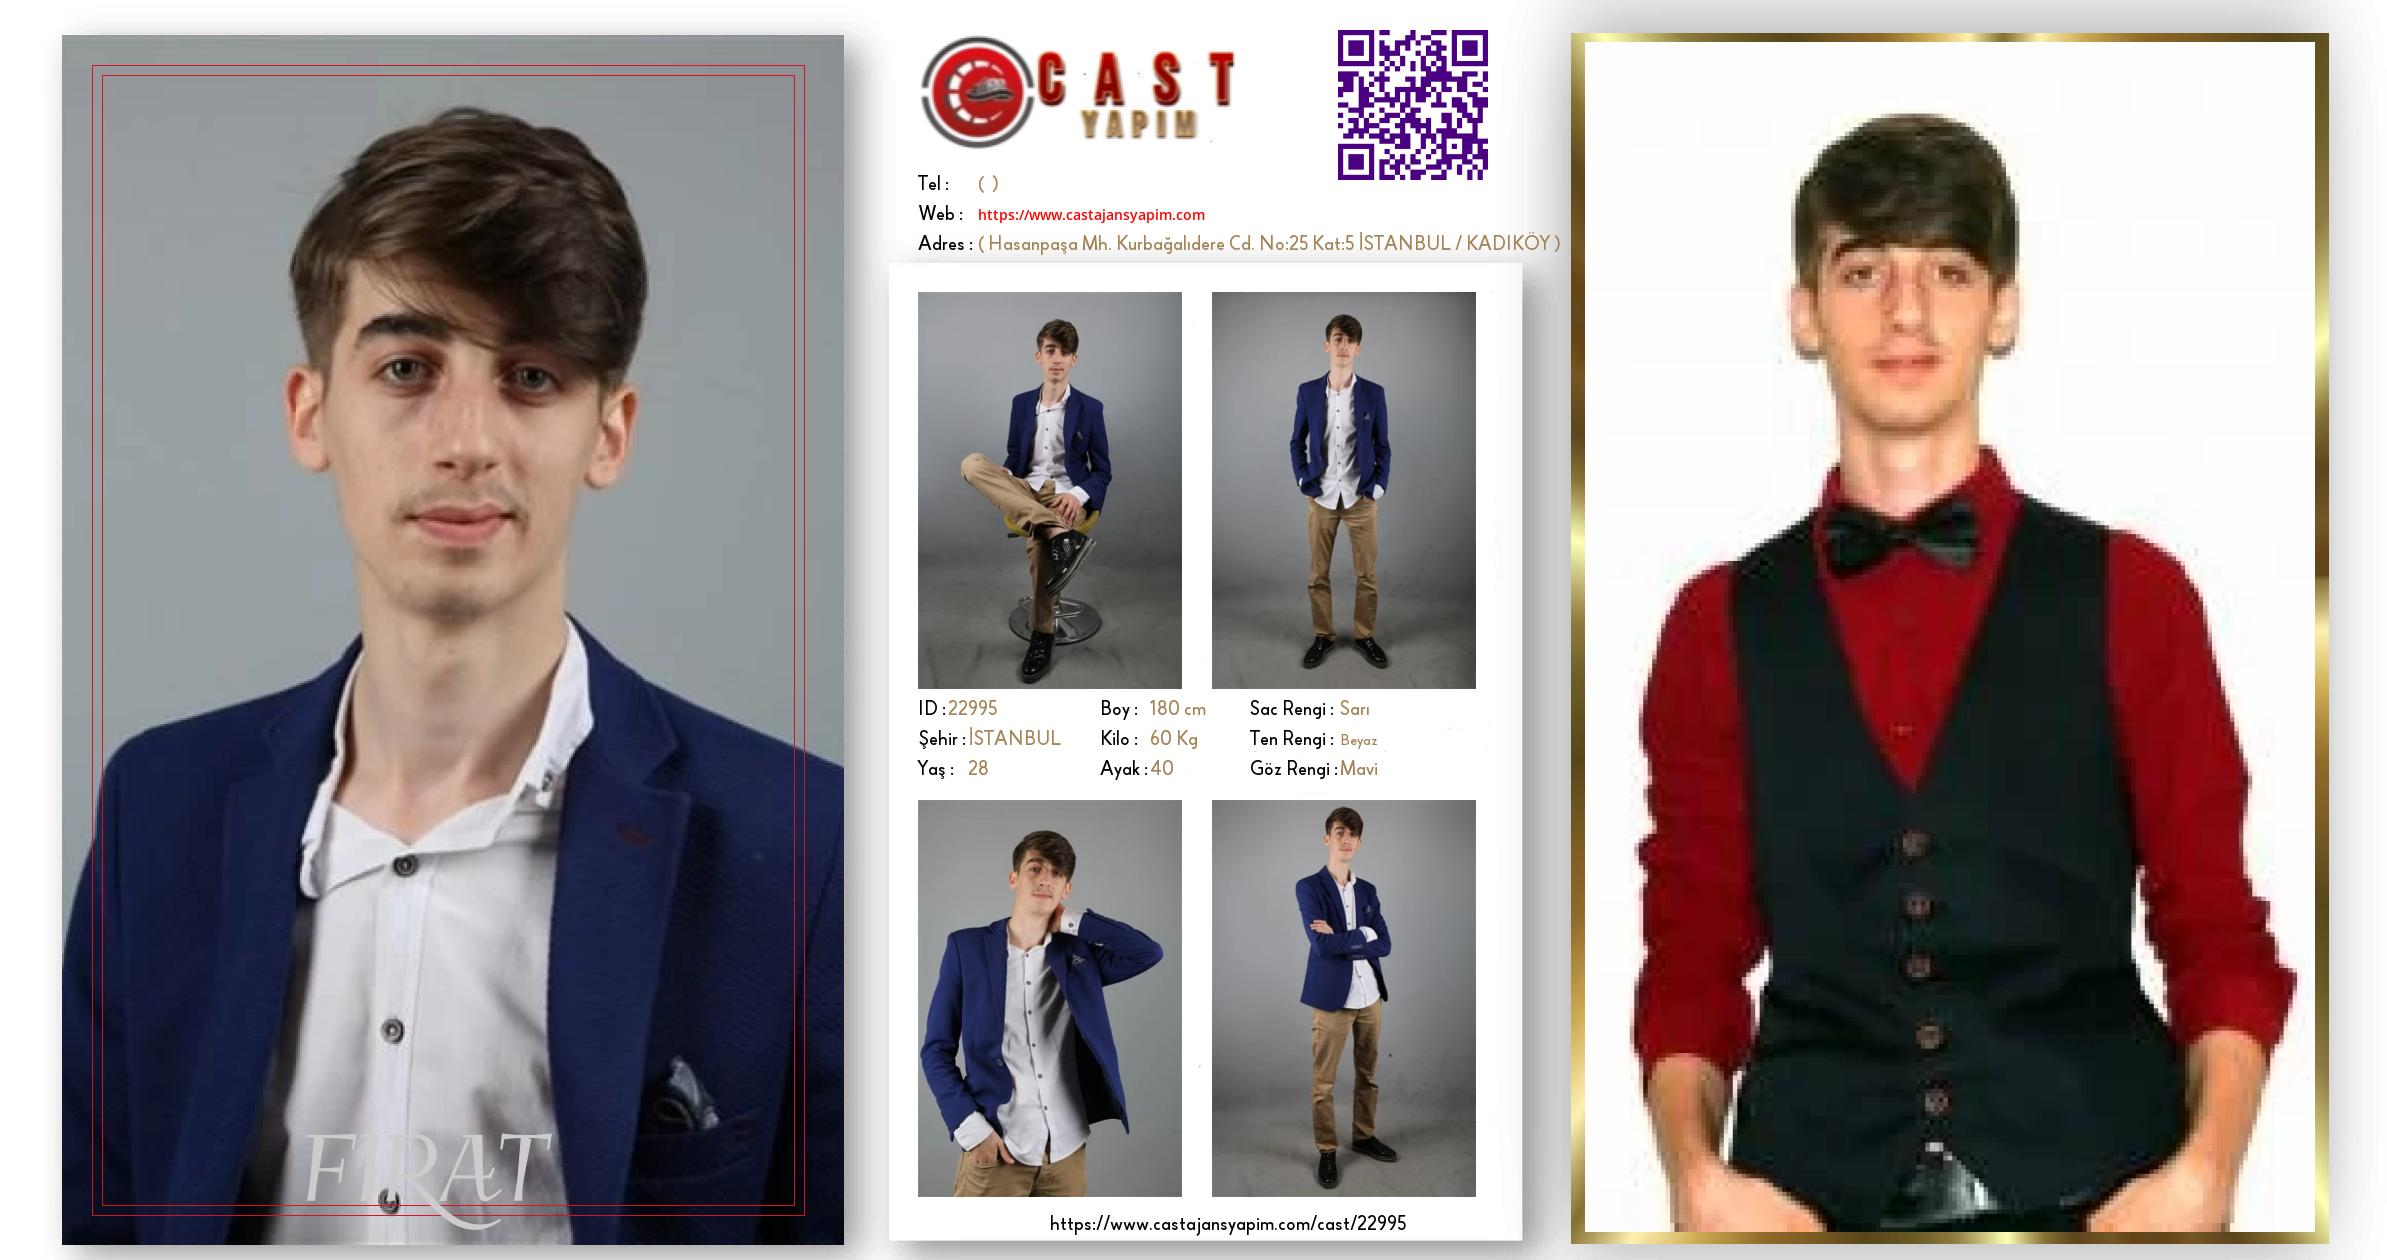 FIRAT
CAST
YAPIM
Tel : ( )
Web : https://www.castajansyapim.com
Adres : ( Hasanpaşa Mh. Kurbağalıdere Cd. No:25 Kat:5 İSTANBUL / KADIKÖY )
ID : 22995 Boy : 180 cm Sac Rengi : Sarı
Şehir : İSTANBUL Kilo : 60 Kg Ten Rengi : Beyaz
Yaş : 28 Ayak : 40 Göz Rengi : Mavi
https://www.castajansyapim.com/cast/22995